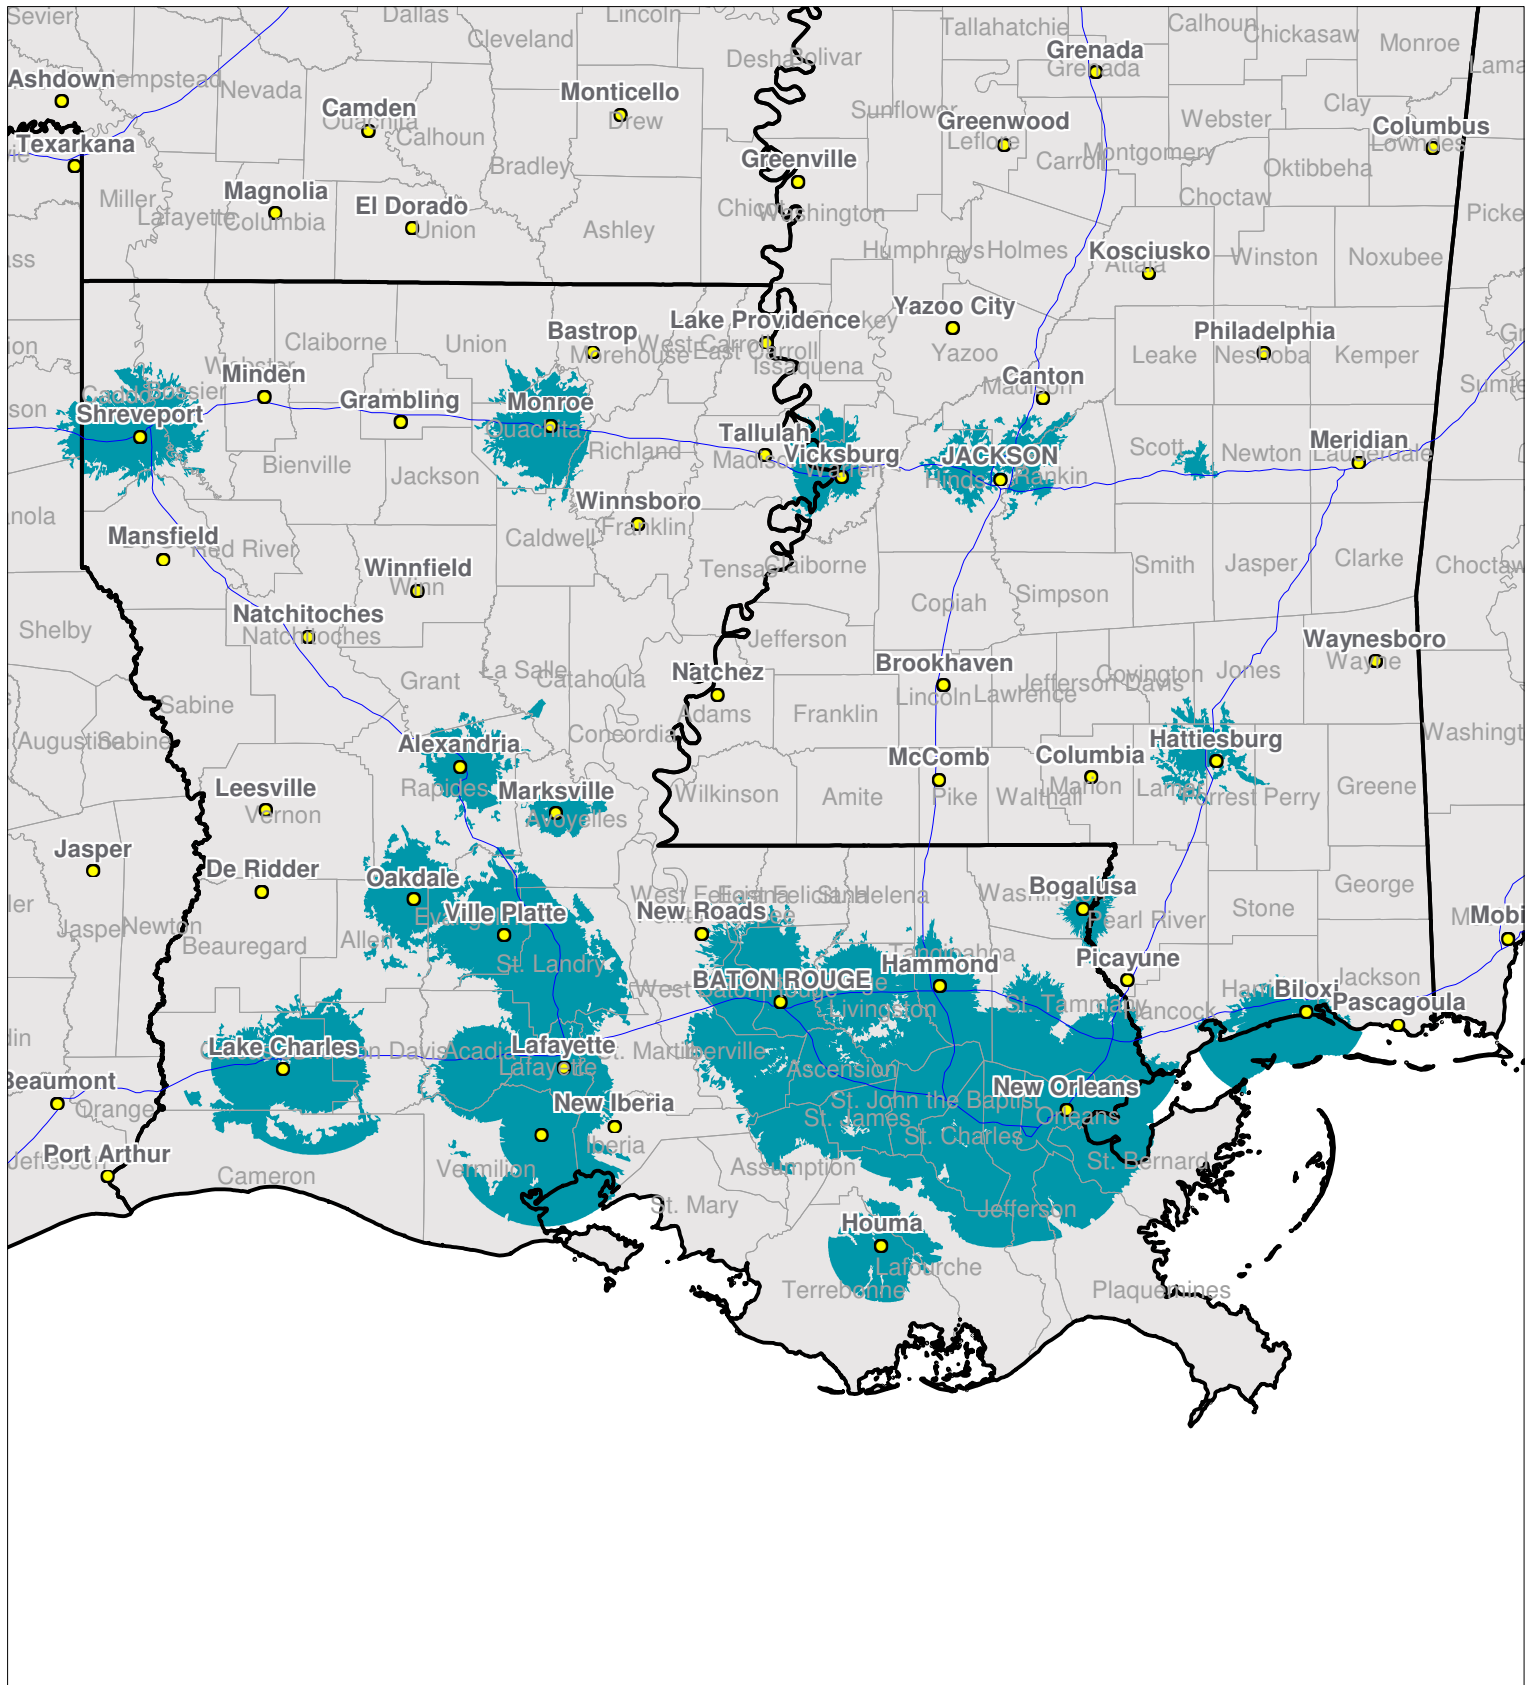 Sevier
Dallas
Lincoln
Cleveland
Tallahatchie
Calhoun
Chickasaw
Monroe
Desha
Bolivar
Grenada
Grenada
Ashdown
Hempstead
Nevada
Camden
Ouachita
Calhoun
Monticello
Drew
Sunflower
Greenwood
Leflore
Clay
Webster
Columbus
Lowndes
Texarkana
Bradley
Greenville
Carroll
Montgomery
Oktibbeha
Choctaw
Miller
Lafayette
Magnolia
Columbia
El Dorado
Union
Ashley
Chicot
Washington
Humphreys
Holmes
Kosciusko
Attala
Winston
Noxubee
Claiborne
Union
Bastrop
Morehouse
Lake Providence
West Carroll
East Carroll
Issaquena
Yazoo City
Yazoo
Leake
Philadelphia
Neshoba
Kemper
Webster
Minden
Caddo
Bossier
Shreveport
Grambling
Monroe
Ouachita
Canton
Madison
Bienville
Jackson
Richland
Tallulah
Madison
Vicksburg
Warren
JACKSON
Hinds
Rankin
Scott
Newton
Meridian
Lauderdale
Winnsboro
Franklin
Mansfield
Red River
Caldwell
Winnfield
Winn
Tensas
Claiborne
Smith
Jasper
Clarke
Choctaw
Copiah
Simpson
Shelby
Natchitoches
Natchitoches
Jefferson
Waynesboro
Wayne
Grant
La Salle
Catahoula
Natchez
Adams
Brookhaven
Lincoln
Lawrence
Jefferson Davis
Covington
Jones
Sabine
Franklin
Augustine
Sabine
Concordia
Alexandria
Rapides
Hattiesburg
McComb
Pike
Columbia
Marion
Lamar
Forrest
Perry
Greene
Leesville
Vernon
Marksville
Avoyelles
Wilkinson
Amite
Walthall
Jasper
De Ridder
Oakdale
George
West Feliciana
East Feliciana
St. Helena
Washington
Bogalusa
Pearl River
Stone
Jasper
Newton
Beauregard
Allen
Ville Platte
New Roads
St. Landry
BATON ROUGE
Hammond
Tangipahoa
Livingston
Picayune
St. Tammany
Hancock
Biloxi
Jackson
Pascagoula
Lake Charles
Acadia
Lafayette
Lafayette
St. Martin
Iberville
Ascension
Beaumont
Orange
New Iberia
Iberia
St. John the Baptist
St. James
St. Charles
New Orleans
Orleans
Port Arthur
Jefferson
Cameron
Vermilion
Assumption
St. Bernard
St. Mary
Jefferson
Houma
Lafourche
Terrebonne
Plaquemines